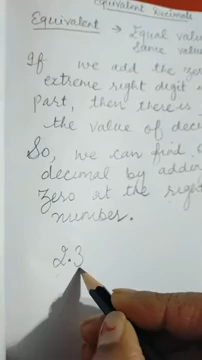 Equivalent Decimals
Equivalent → Equal value
Same value
If we add the zero
extreme right digit
part, then there is
the value of deci
So, we can find
decimal by adding
zero at the right
number.
2.3